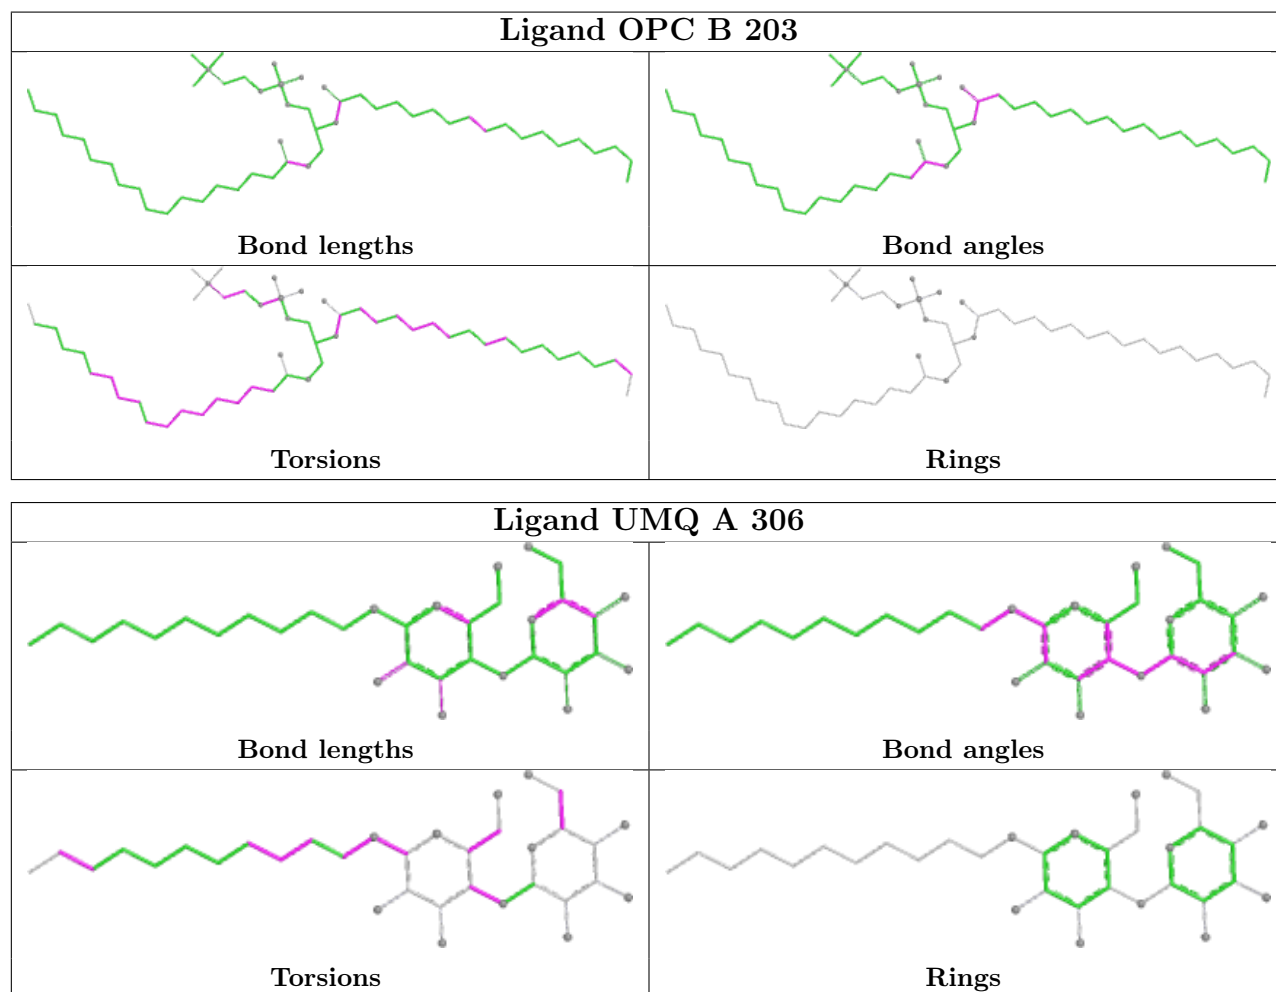 Ligand OPC B 203
Bond lengths
Bond angles
Torsions
Rings
Ligand UMQ A 306
Bond lengths
Bond angles
Torsions
Rings